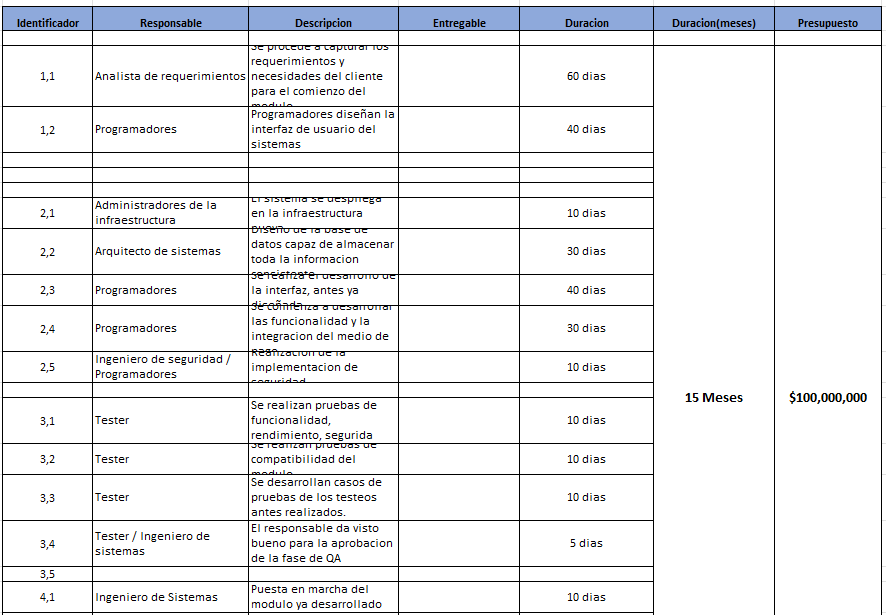 Identificador Responsable Descripcion Entregable Duracion Duracion(meses) Presupuesto
Se procede a capturar los
requerimientos y
1,1 Analista de requerimientos necesidades del cliente 60 dias
para el comienzo del
modulo
Programadores diseñan la
1,2 Programadores interfaz de usuario del 40 dias
sistemas
El sistema se despliega
2,1 Administradores de la infraestructura en la infraestructura 10 dias
Diseño de la base de
datos capaz de almacenar
2,2 Arquitecto de sistemas toda la informacion 30 dias
Se realiza el desarrollo de
2,3 Programadores la interfaz, antes ya 40 dias
diseñada
Se comienza a desarrollar
2,4 Programadores las funcionalidad y la 30 dias
integracion del medio de
Realizacion de la
2,5 Ingeniero de seguridad / Programadores implementacion de 10 dias
seguridad
15 Meses $100,000,000
Se realizan pruebas de
3,1 Tester funcionalidad, 10 dias
rendimiento, segurida
Se realizan pruebas de
3,2 Tester compatibilidad del 10 dias
modulo
Se desarrollan casos de
3,3 Tester pruebas de los testeos 10 dias
antes realizados.
El responsable da visto
3,4 Tester / Ingeniero de sistemas bueno para la aprobacion 5 dias
de la fase de QA
3,5
Puesta en marcha del
4,1 Ingeniero de Sistemas modulo ya desarrollado 10 dias